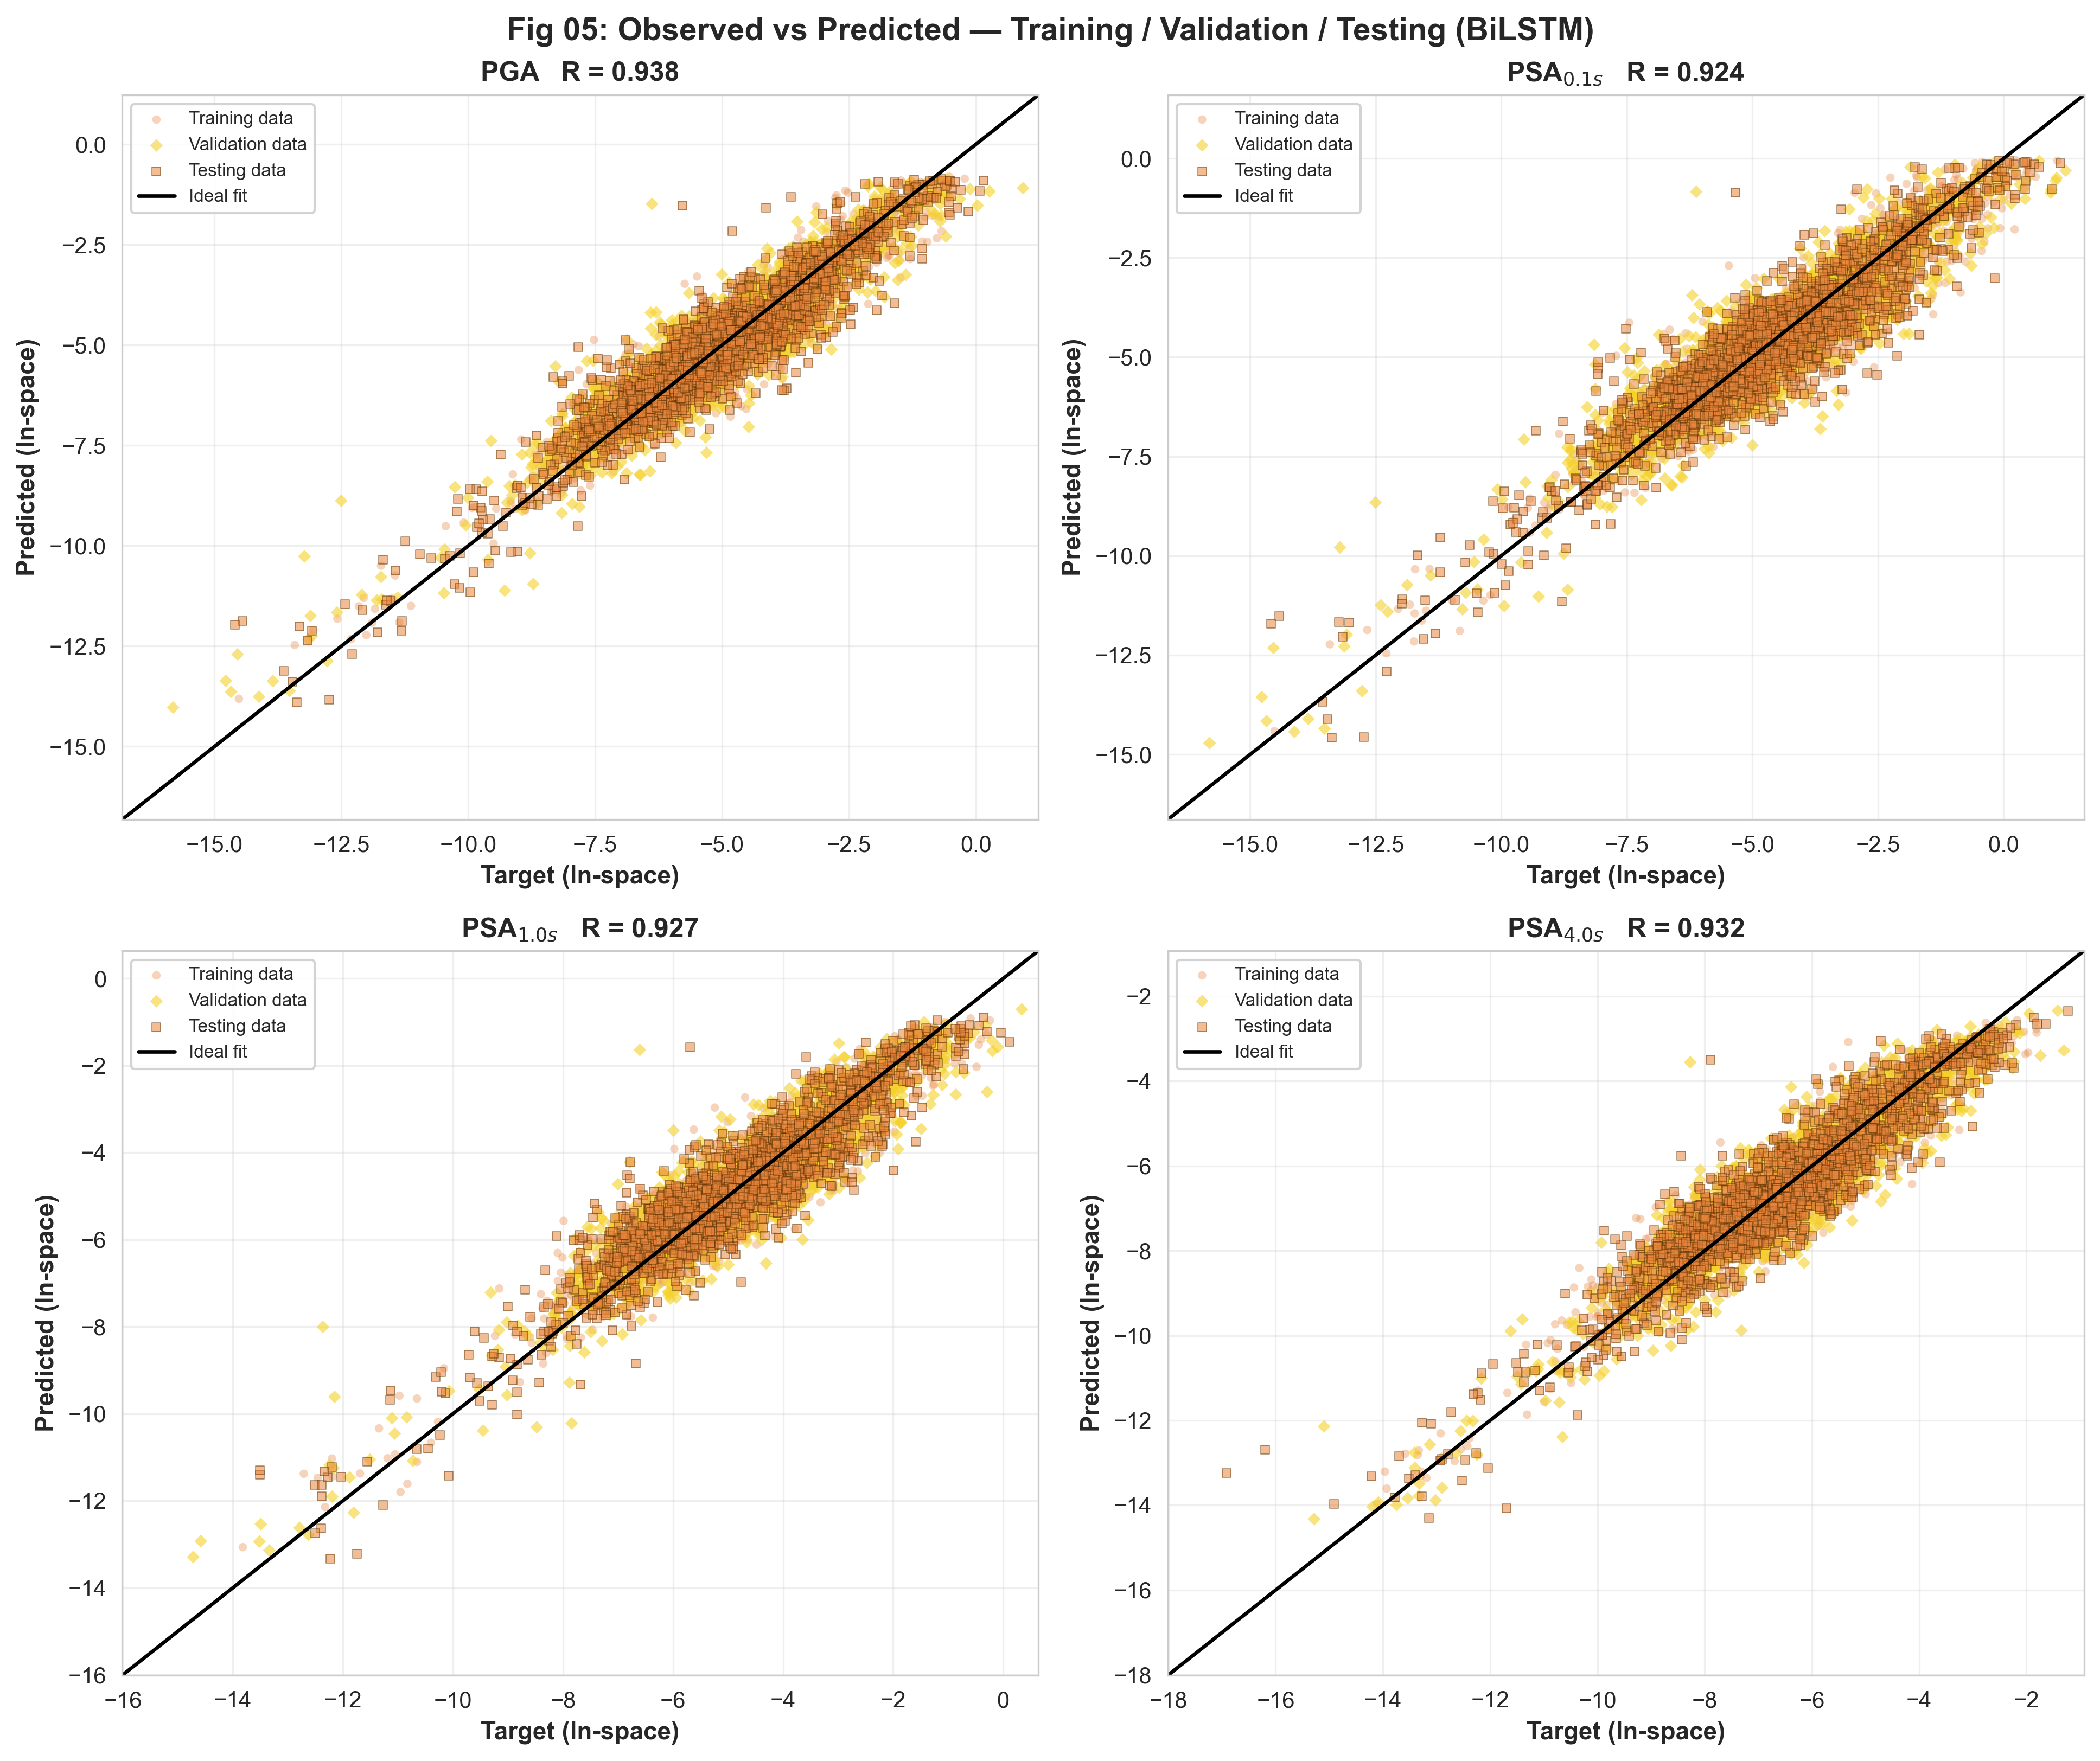 Fig 05: Observed vs Predicted — Training / Validation / Testing (BiLSTM)
PGA R = 0.938
Training data
Validation data
Testing data
Ideal fit
0.0
−2.5
−5.0
−7.5
−10.0
−12.5
−15.0
Predicted (ln-space)
−15.0 −12.5 −10.0 −7.5 −5.0 −2.5 0.0
Target (ln-space)
PSA0.1s R = 0.924
Training data
Validation data
Testing data
Ideal fit
0.0
−2.5
−5.0
−7.5
−10.0
−12.5
−15.0
Predicted (ln-space)
−15.0 −12.5 −10.0 −7.5 −5.0 −2.5 0.0
Target (ln-space)
PSA1.0s R = 0.927
Training data
Validation data
Testing data
Ideal fit
0
−2
−4
−6
−8
−10
−12
−14
−16
Predicted (ln-space)
−16 −14 −12 −10 −8 −6 −4 −2 0
Target (ln-space)
PSA4.0s R = 0.932
Training data
Validation data
Testing data
Ideal fit
−2
−4
−6
−8
−10
−12
−14
−16
−18
Predicted (ln-space)
−18 −16 −14 −12 −10 −8 −6 −4 −2
Target (ln-space)